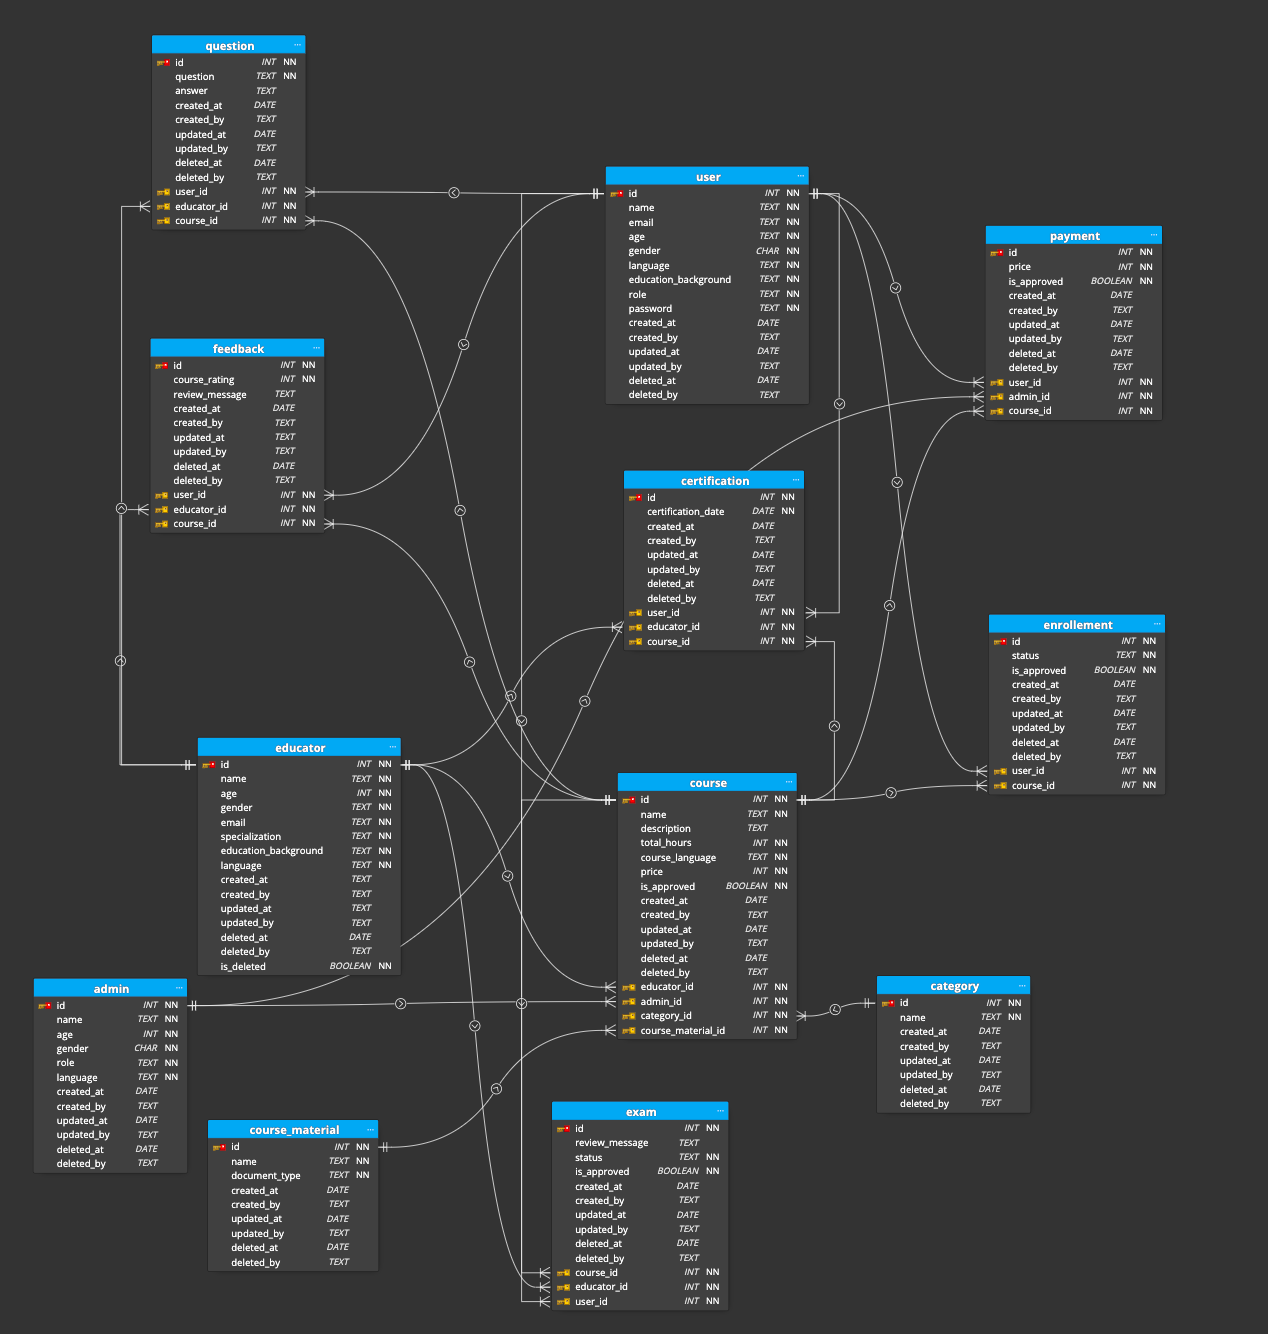 question ...
id INT NN
question TEXT NN
answer TEXT
created_at DATE
created_by TEXT
updated_at DATE
updated_by TEXT
deleted_at DATE
deleted_by TEXT
user_id INT NN
educator_id INT NN
course_id INT NN
user ...
id INT NN
name TEXT NN
email TEXT NN
age TEXT NN
gender CHAR NN
language TEXT NN
education_background TEXT NN
role TEXT NN
password TEXT NN
created_at DATE
created_by TEXT
updated_at DATE
updated_by TEXT
deleted_at DATE
deleted_by TEXT
payment ...
id INT NN
price INT NN
is_approved BOOLEAN NN
created_at DATE
created_by TEXT
updated_at DATE
updated_by TEXT
deleted_at DATE
deleted_by TEXT
user_id INT NN
admin_id INT NN
course_id INT NN
feedback ...
id INT NN
course_rating INT NN
review_message TEXT
created_at DATE
created_by TEXT
updated_at DATE
updated_by TEXT
deleted_at DATE
deleted_by TEXT
user_id INT NN
educator_id INT NN
course_id INT NN
certification ...
id INT NN
certification_date DATE NN
created_at DATE
created_by TEXT
updated_at DATE
updated_by TEXT
deleted_at DATE
deleted_by TEXT
user_id INT NN
educator_id INT NN
course_id INT NN
enrollement ...
id INT NN
status TEXT NN
is_approved BOOLEAN NN
created_at DATE
created_by TEXT
updated_at DATE
updated_by TEXT
deleted_at DATE
deleted_by TEXT
user_id INT NN
course_id INT NN
educator ...
id INT NN
name TEXT NN
age INT NN
gender TEXT NN
email TEXT NN
specialization TEXT NN
education_background TEXT NN
language TEXT NN
created_at TEXT
created_by TEXT
updated_at TEXT
updated_by TEXT
deleted_at DATE
deleted_by TEXT
is_deleted BOOLEAN NN
course ...
id INT NN
name TEXT NN
description TEXT
total_hours INT NN
course_language TEXT NN
price INT NN
is_approved BOOLEAN NN
created_at DATE
created_by TEXT
updated_at DATE
updated_by TEXT
deleted_at DATE
deleted_by TEXT
educator_id INT NN
admin_id INT NN
category_id INT NN
course_material_id INT NN
admin ...
id INT NN
name TEXT NN
age INT NN
gender CHAR NN
role TEXT NN
language TEXT NN
created_at DATE
created_by TEXT
updated_at DATE
updated_by TEXT
deleted_at DATE
deleted_by TEXT
category ...
id INT NN
name TEXT NN
created_at DATE
created_by TEXT
updated_at DATE
updated_by TEXT
deleted_at DATE
deleted_by TEXT
course_material ...
id INT NN
name TEXT NN
document_type TEXT NN
created_at DATE
created_by TEXT
updated_at DATE
updated_by TEXT
deleted_at DATE
deleted_by TEXT
exam ...
id INT NN
review_message TEXT
status TEXT NN
is_approved BOOLEAN NN
created_at DATE
created_by TEXT
updated_at DATE
updated_by TEXT
deleted_at DATE
deleted_by TEXT
course_id INT NN
educator_id INT NN
user_id INT NN